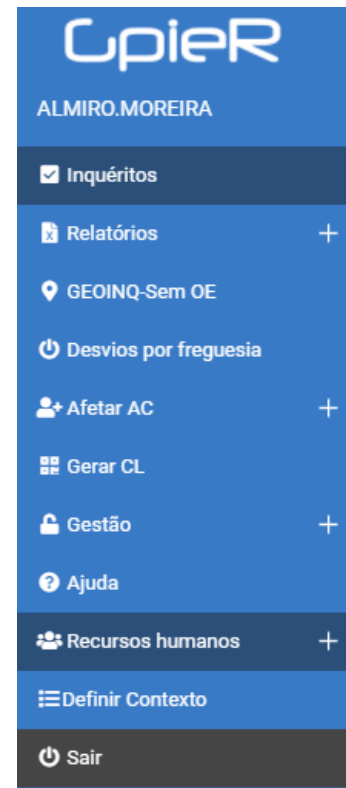 GpieR
ALMIRO.MOREIRA
Inquéritos
Relatórios
GEOINQ-Sem OE
Desvios por freguesia
Afetar AC
Gerar CL
Gestão
Ajuda
Recursos humanos
Definir Contexto
Sair